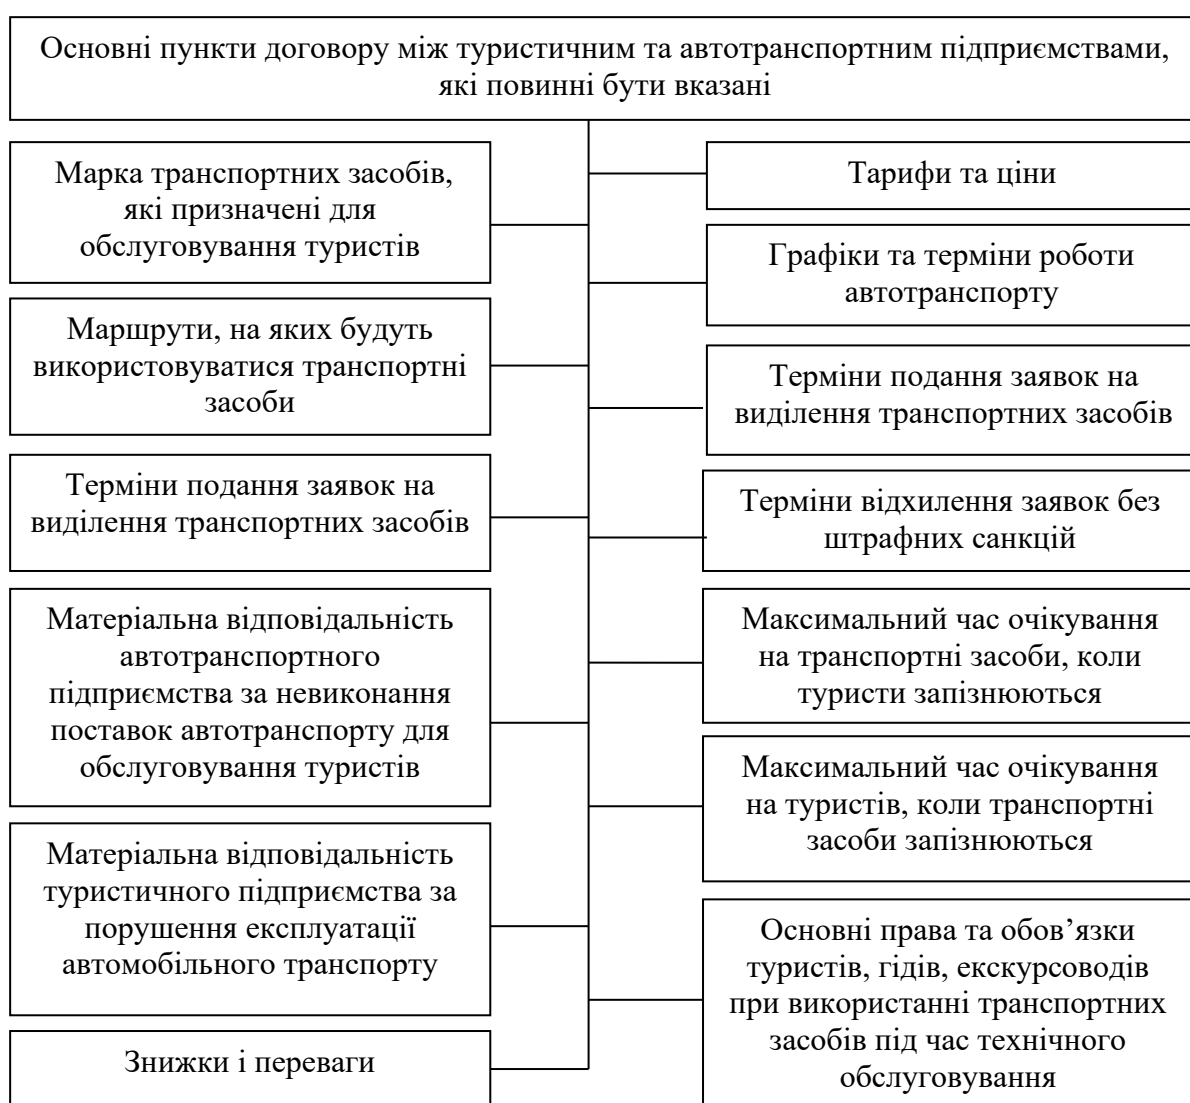 Основні пункти договору між туристичним та автотранспортним підприємствами,
які повинні бути вказані
Марка транспортних засобів,
які призначені для
обслуговування туристів
Маршрути, на яких будуть
використовуватися транспортні
засоби
Терміни подання заявок на
виділення транспортних засобів
Матеріальна відповідальність
автотранспортного
підприємства за невиконання
поставок автотранспорту для
обслуговування туристів
Матеріальна відповідальність
туристичного підприємства за
порушення експлуатації
автомобільного транспорту
Знижки і переваги
Тарифи та ціни
Графіки та терміни роботи
автотранспорту
Терміни подання заявок на
виділення транспортних засобів
Терміни відхилення заявок без
штрафних санкцій
Максимальний час очікування
на транспортні засоби, коли
туристи запізнюються
Максимальний час очікування
на туристів, коли транспортні
засоби запізнюються
Основні права та обов’язки
туристів, гідів, екскурсоводів
при використанні транспортних
засобів під час технічного
обслуговування